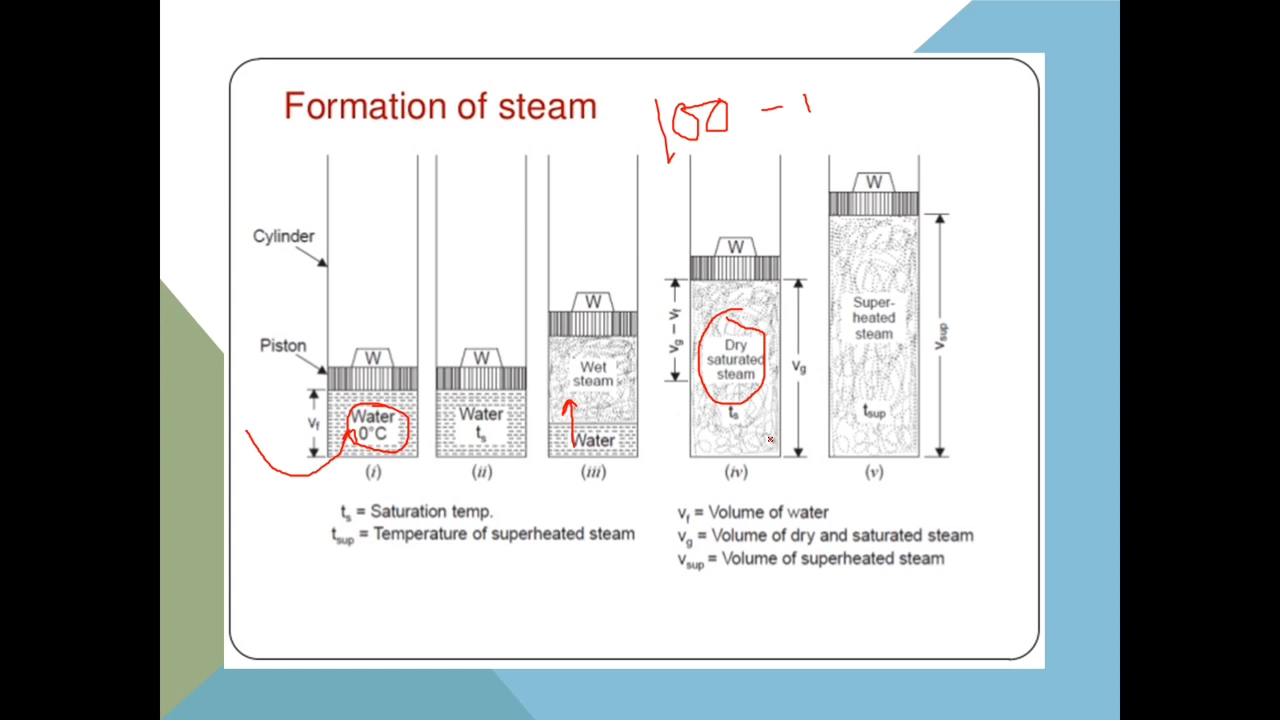 Formation of steam
100 - 1
W
W
W
W
W
Cylinder
Piston
Water
0°C
Water
ts
Wet
steam
Water
Dry
saturated
steam
ts
Super-
heated
steam
tsup
vf
vg – vf
vg
vsup
(i)
(ii)
(iii)
(iv)
(v)
ts = Saturation temp.
tsup = Temperature of superheated steam
vf = Volume of water
vg = Volume of dry and saturated steam
vsup = Volume of superheated steam